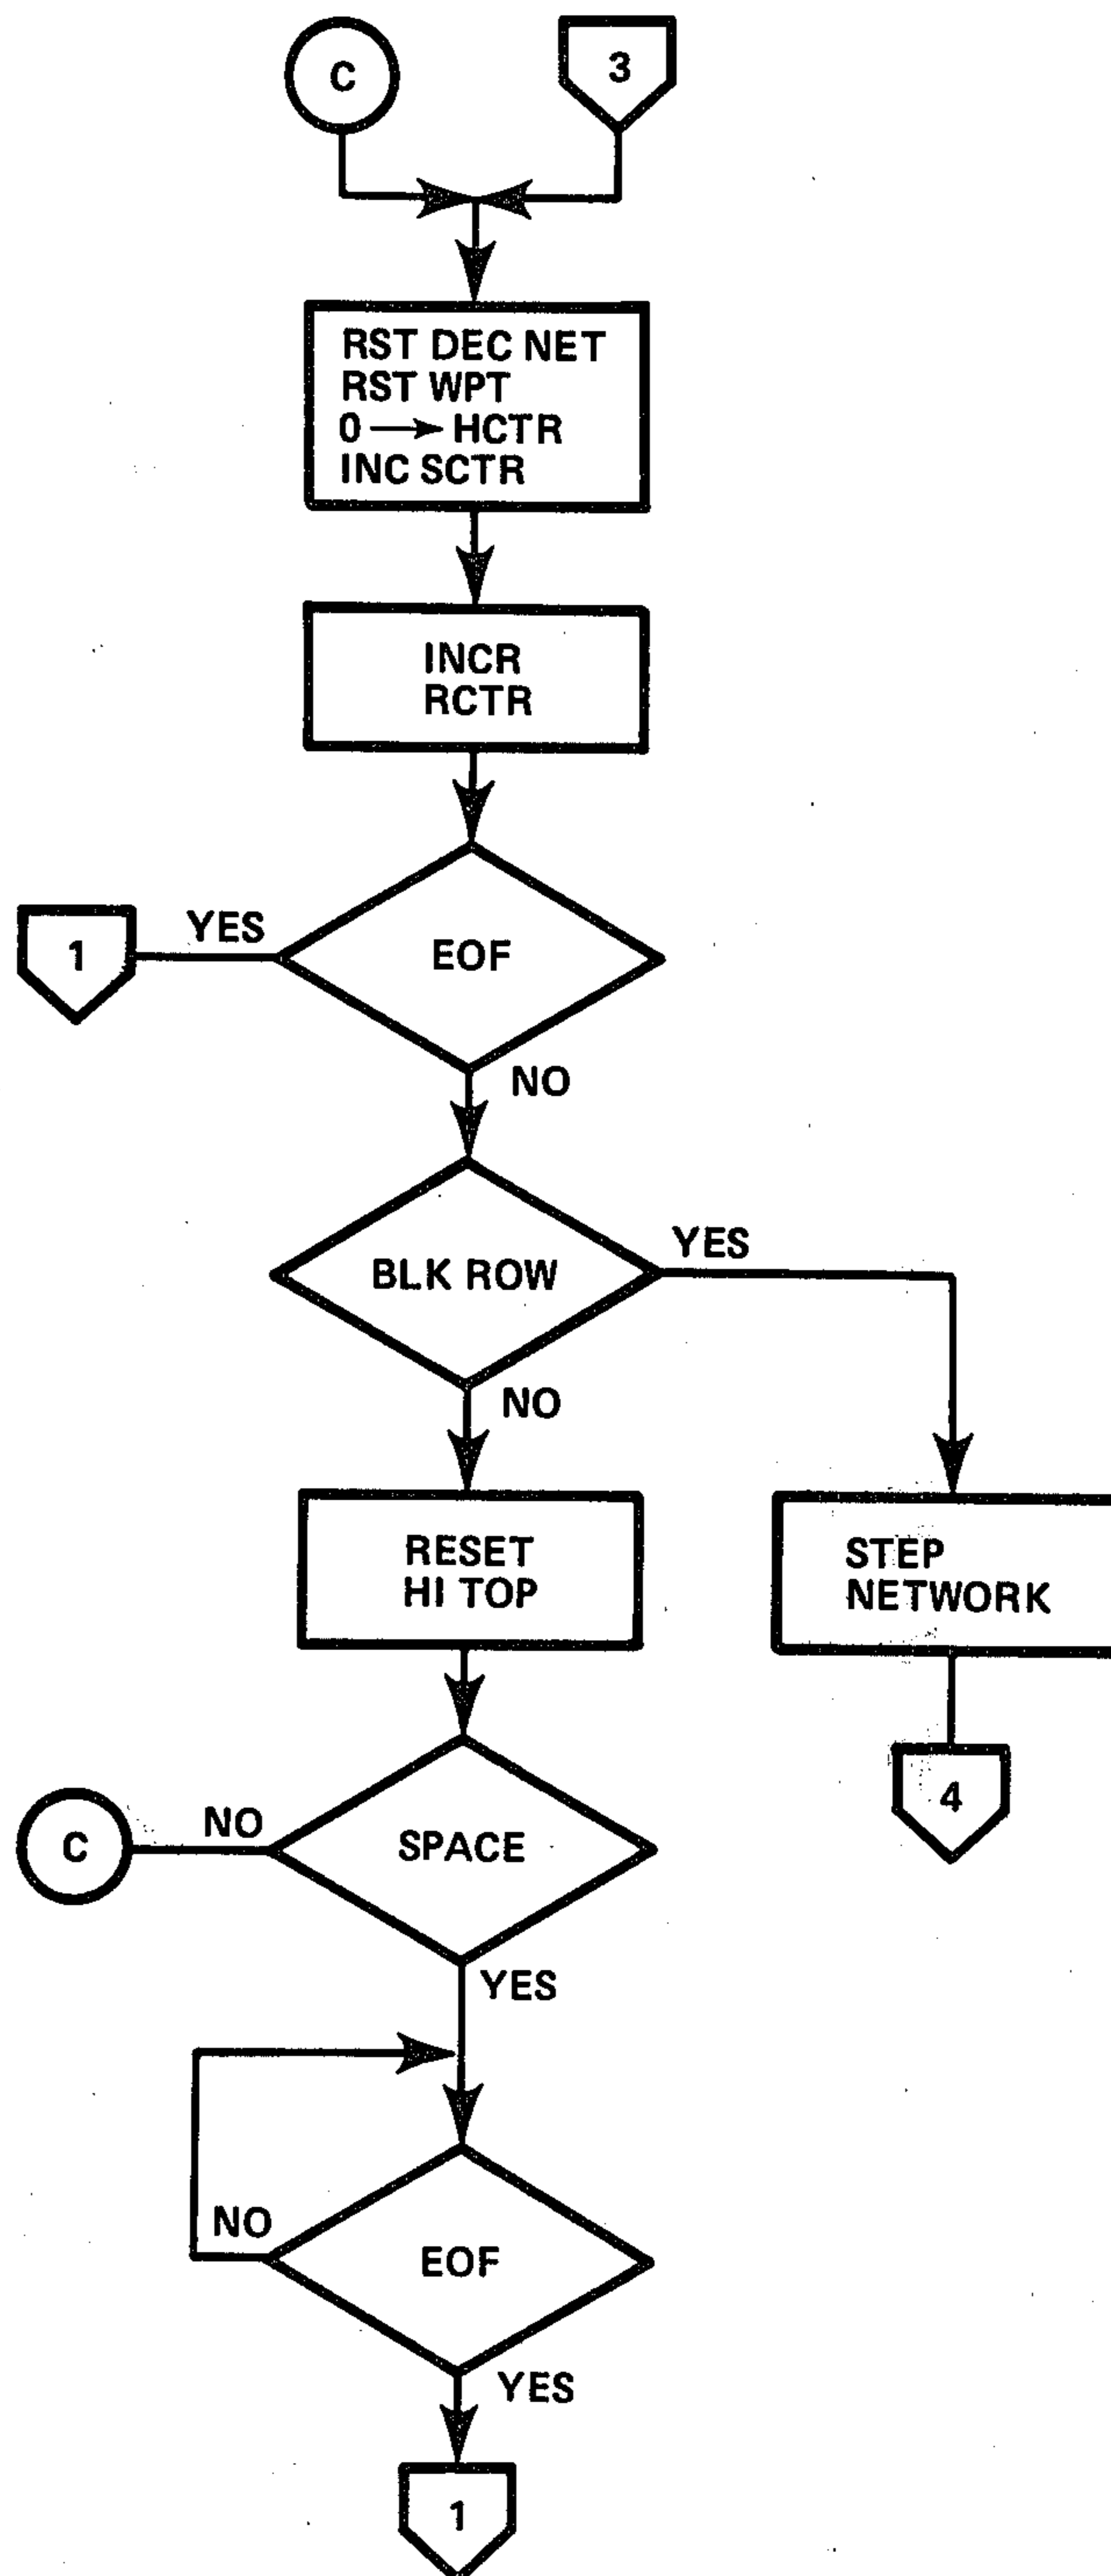 C
3
RST DEC NET
RST WPT
0 → HCTR
INC SCTR
INCR
RCTR
YES
1
EOF
NO
BLK ROW
YES
NO
RESET
HI TOP
STEP
NETWORK
4
C
NO
SPACE
YES
NO
EOF
YES
1